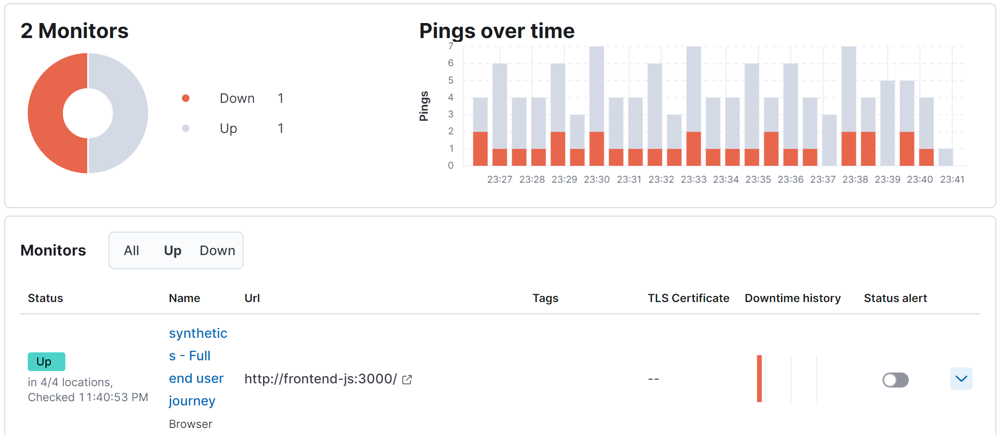 2 Monitors
Down 1
Up 1
Pings over time
Pings
7
6
5
4
3
2
1
0
23:27 23:28 23:29 23:30 23:31 23:32 23:33 23:34 23:35 23:36 23:37 23:38 23:39 23:40 23:41
Monitors All Up Down
Status Name Url Tags TLS Certificate Downtime history Status alert
Up
in 4/4 locations,
Checked 11:40:53 PM
synthetic
s - Full
end user
journey
Browser
http://frontend-js:3000/
--